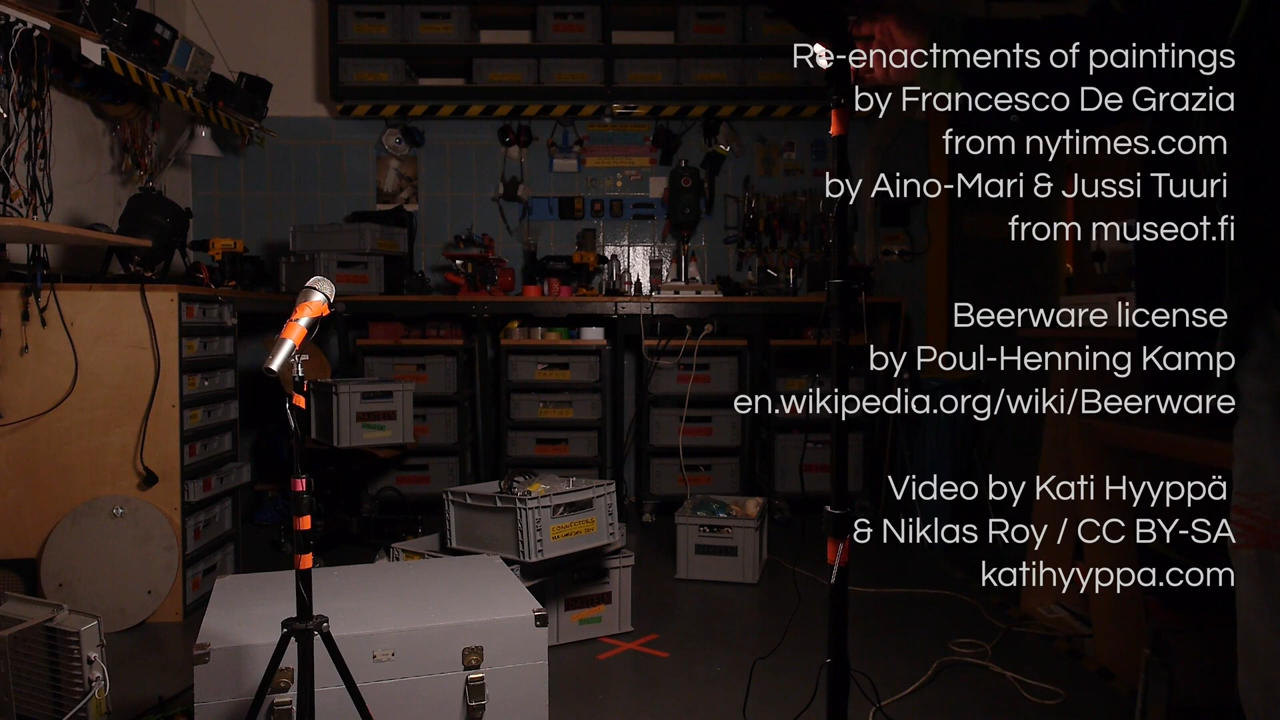 Re-enactments of paintings
by Francesco De Grazia
from nytimes.com
by Aino-Mari & Jussi Tuuri
from museot.fi
Beerware license
by Poul-Henning Kamp
en.wikipedia.org/wiki/Beerware
Video by Kati Hyyppä
& Niklas Roy / CC BY-SA
katihyyppa.com
CONNECTORS